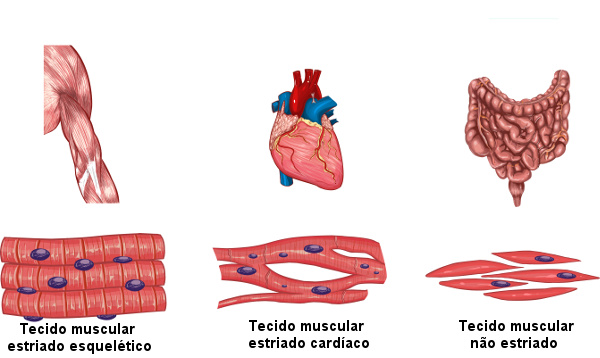 Tecido muscular
estriado esquelético
Tecido muscular
estriado cardíaco
Tecido muscular
não estriado